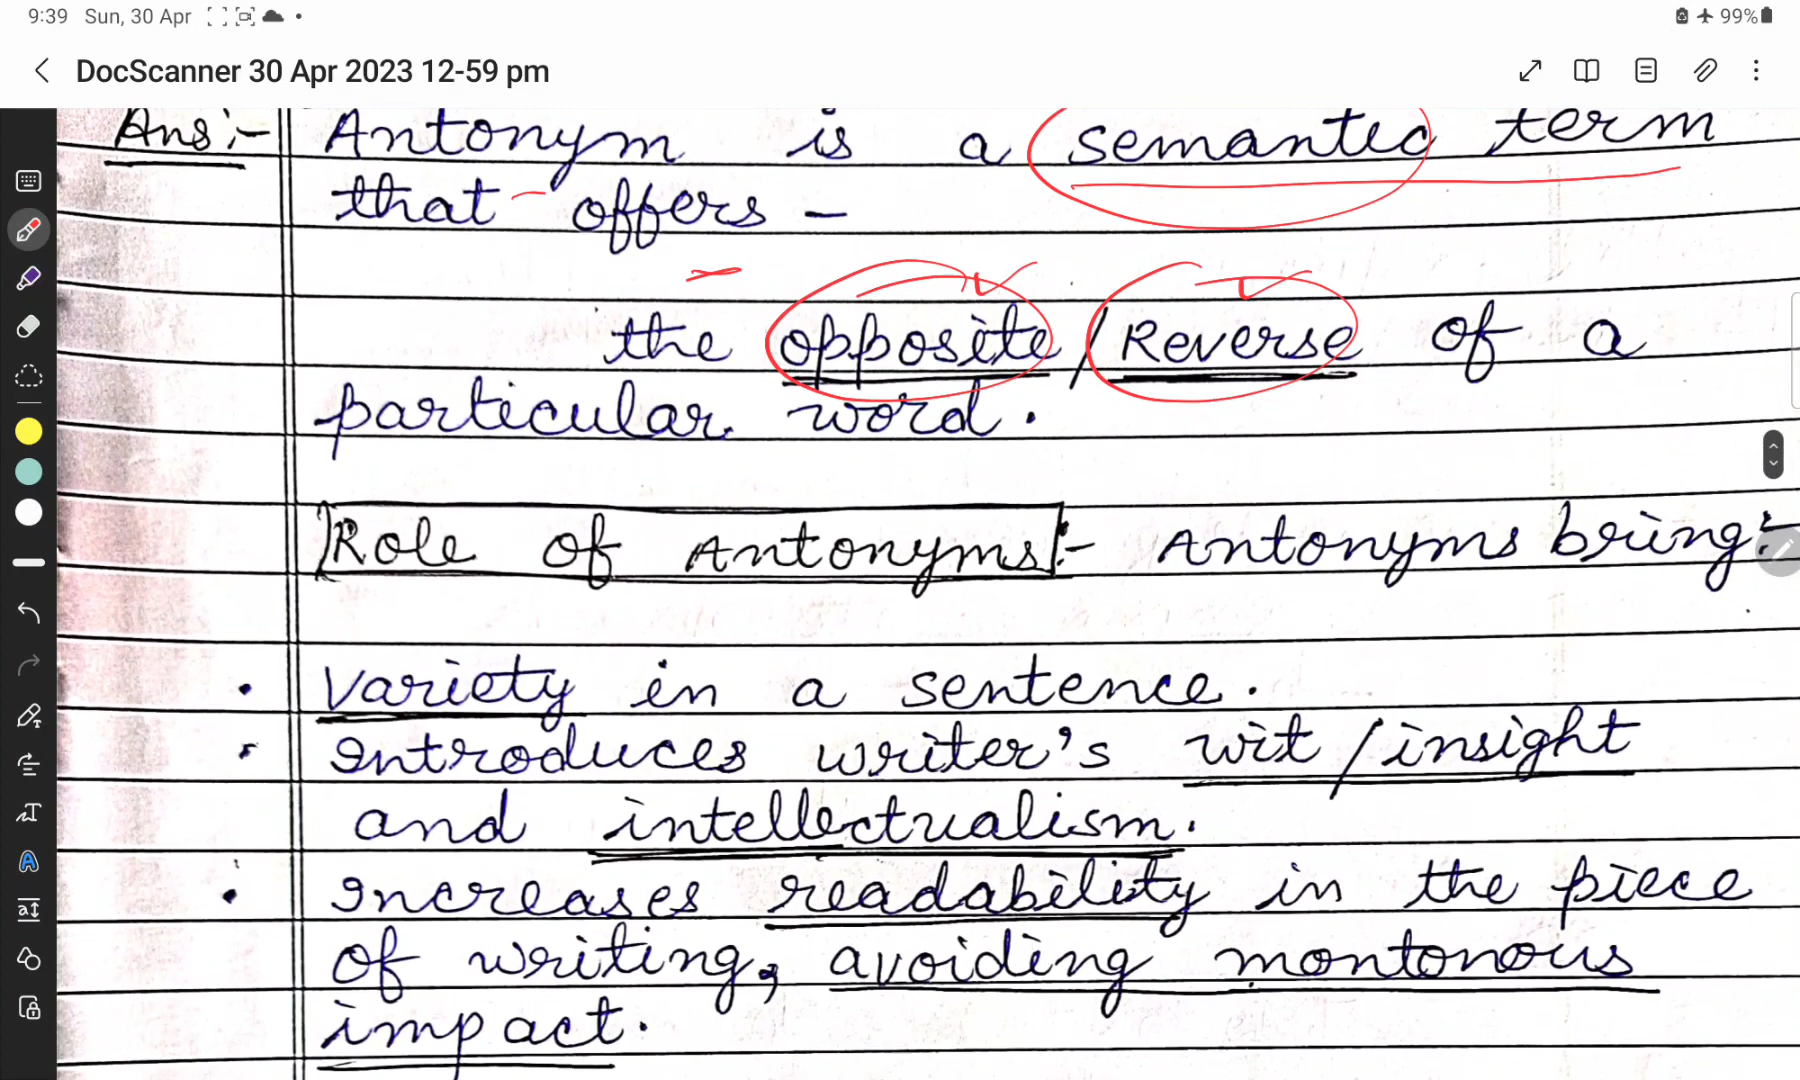 9:39 Sun, 30 Apr
99%
DocScanner 30 Apr 2023 12-59 pm
Ans:- Antonym is a semantic term
that offers -
the opposite / Reverse of a
particular word.
Role of Antonyms:- Antonyms bring:-
• Variety in a sentence.
• Introduces writer's wit / insight
and intellectualism.
• Increases readability in the piece
of writing, avoiding montonous
impact.